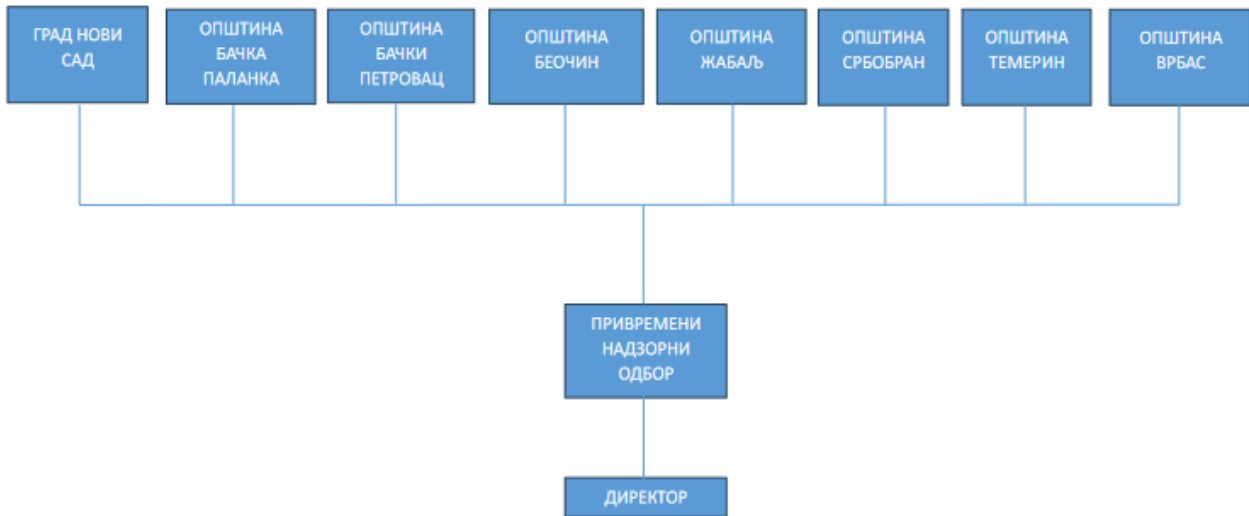 ГРАД НОВИ
САД
ОПШТИНА
БАЧКА
ПАЛАНКА
ОПШТИНА
БАЧКИ
ПЕТРОВАЦ
ОПШТИНА
БЕОЧИН
ОПШТИНА
ЖАБАЉ
ОПШТИНА
СРБОБРАН
ОПШТИНА
ТЕМЕРИН
ОПШТИНА
ВРБАС
ПРИВРЕМЕНИ
НАДЗОРНИ
ОДБОР
ДИРЕКТОР